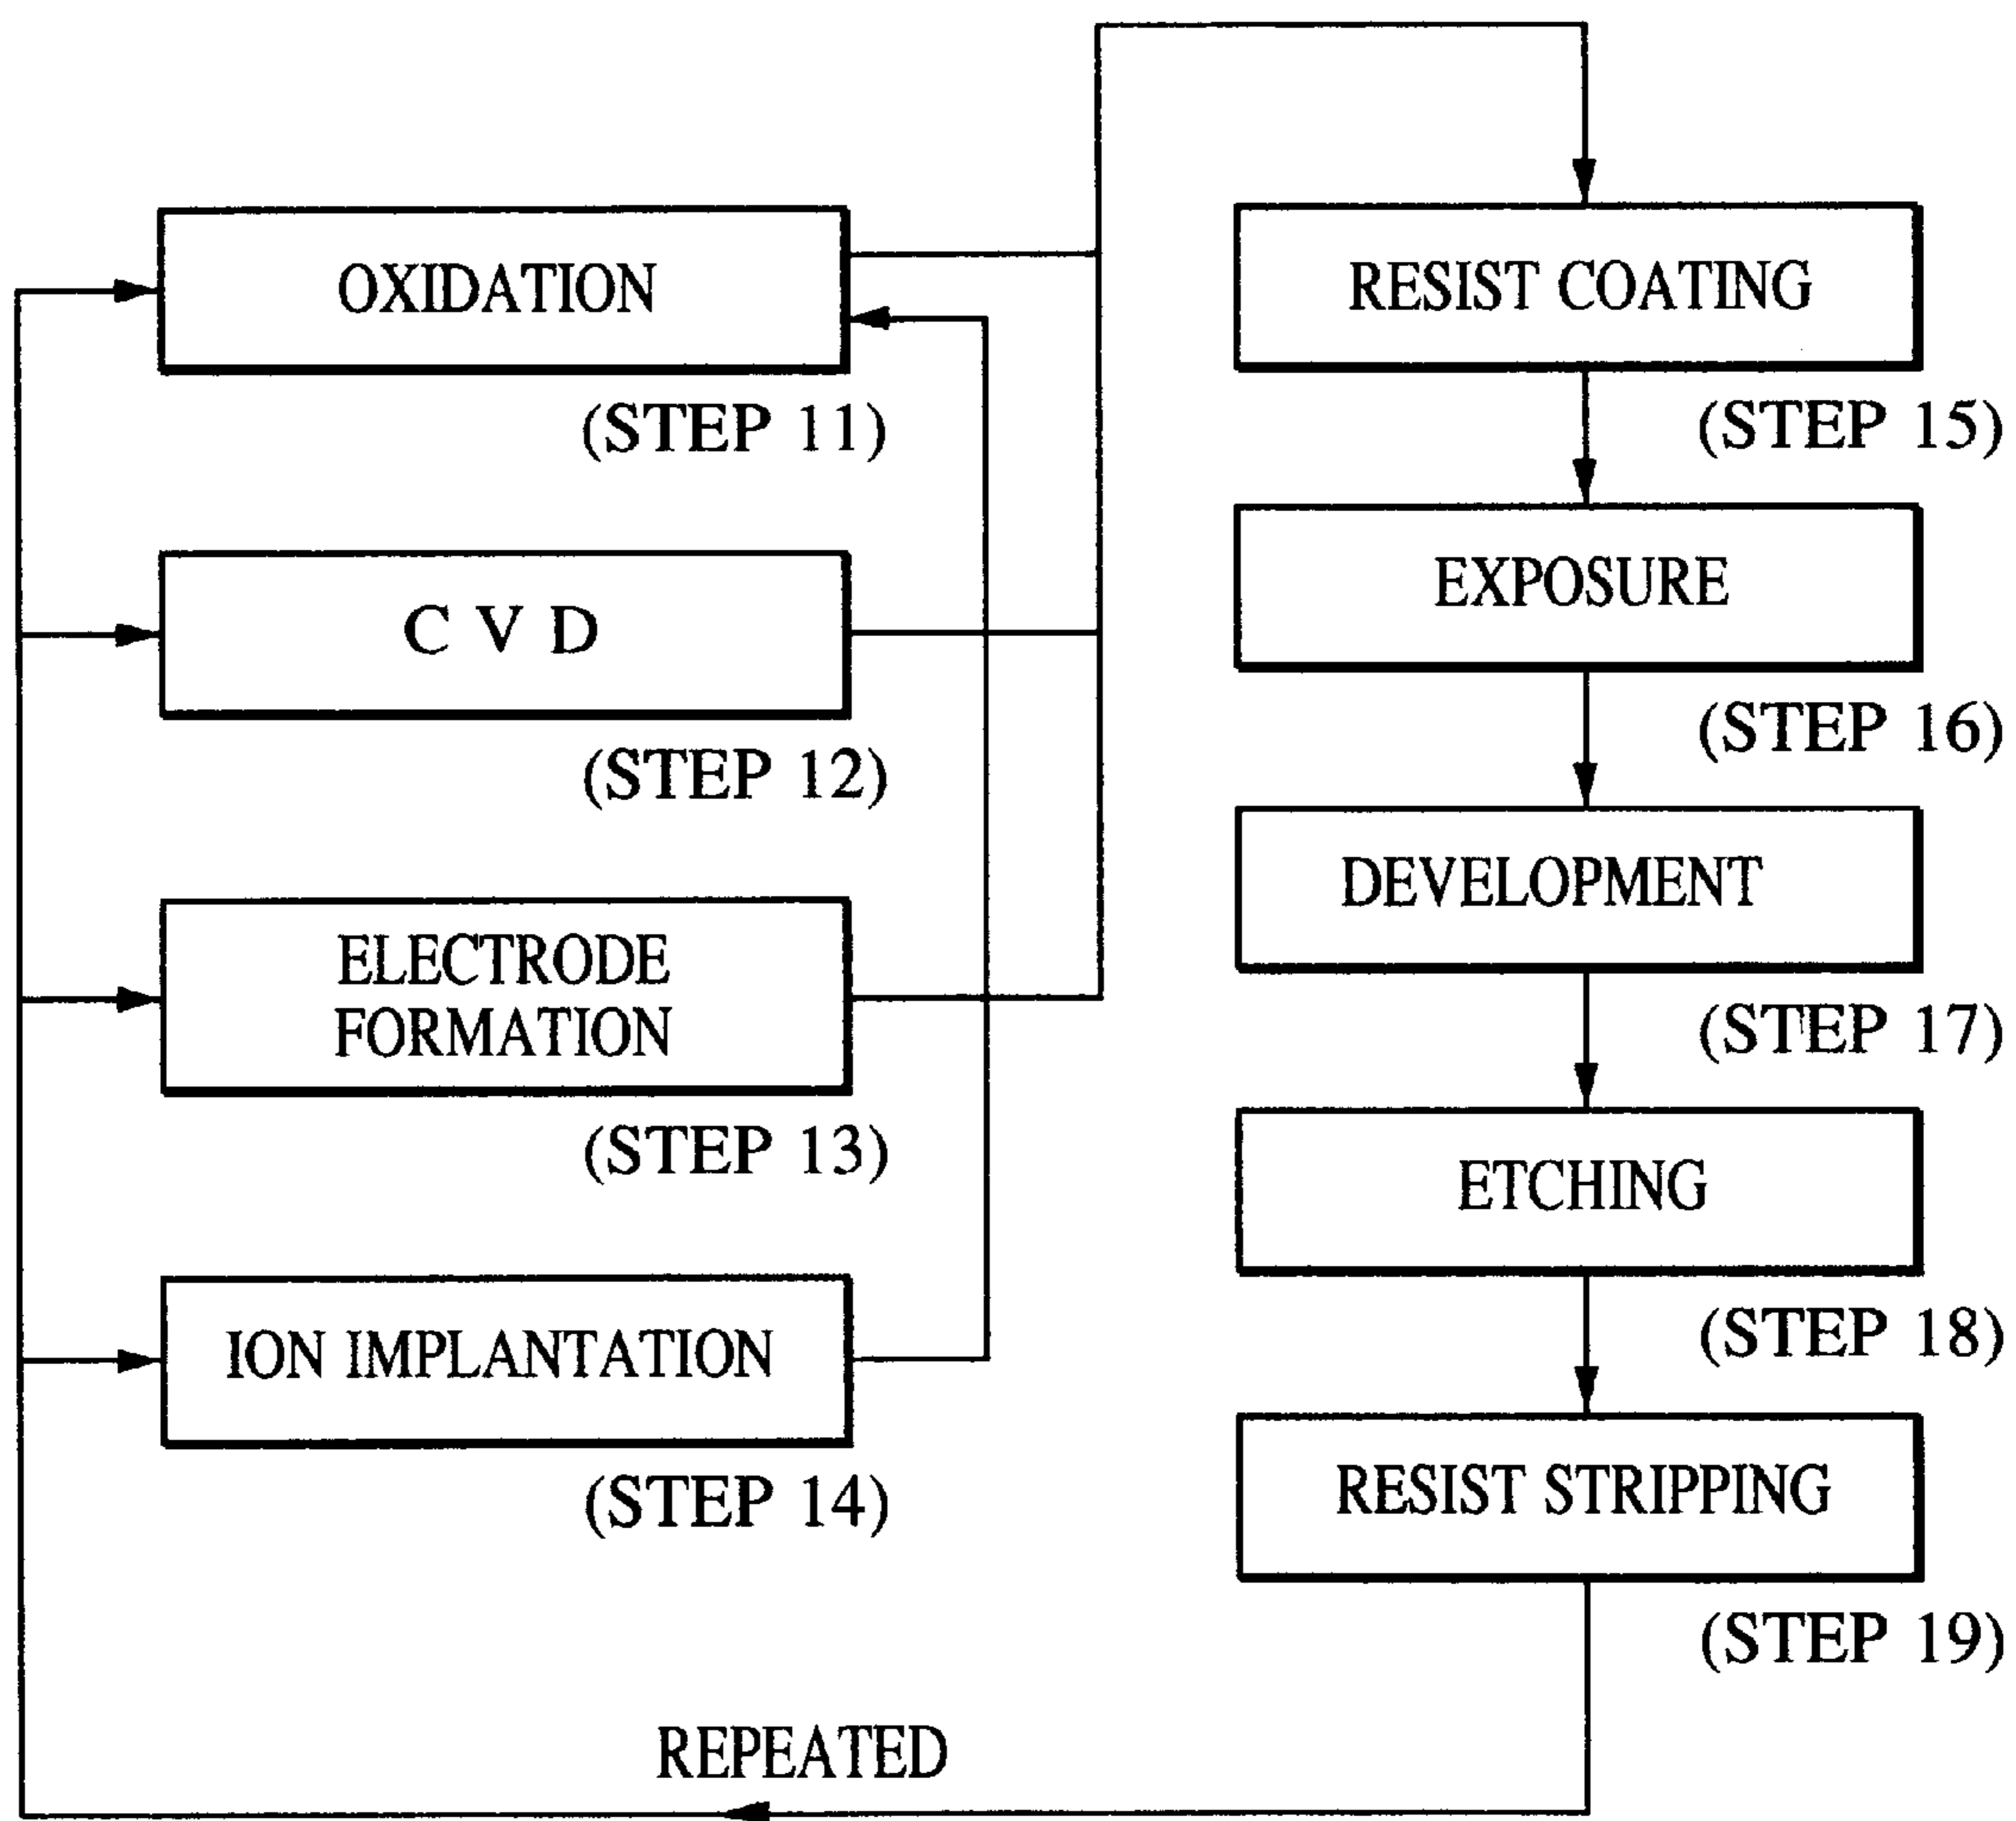 OXIDATION
(STEP 11)
C V D
(STEP 12)
ELECTRODE
FORMATION
(STEP 13)
ION IMPLANTATION
(STEP 14)
RESIST COATING
(STEP 15)
EXPOSURE
(STEP 16)
DEVELOPMENT
(STEP 17)
ETCHING
(STEP 18)
RESIST STRIPPING
(STEP 19)
REPEATED